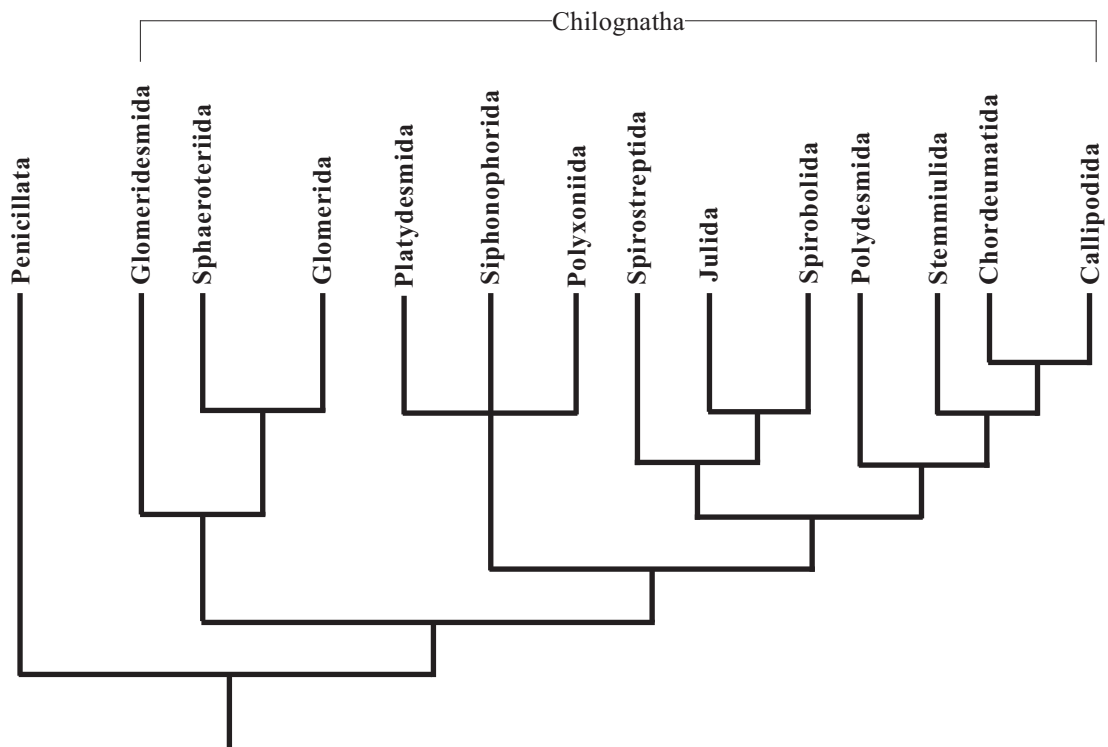 Chilognatha
Penicillata
Glomeridesmida
Sphaeroteriida
Glomerida
Platydesmida
Siphonophorida
Polyxoniida
Spirostreptida
Julida
Spirobolida
Polydesmida
Stemmiulida
Chordeumatida
Callipodida